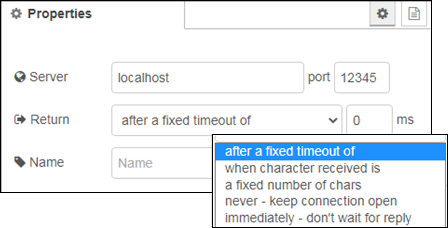 Properties
Server localhost port 12345
Return after a fixed timeout of 0 ms
Name Name
after a fixed timeout of
when character received is
a fixed number of chars
never - keep connection open
immediately - don't wait for reply